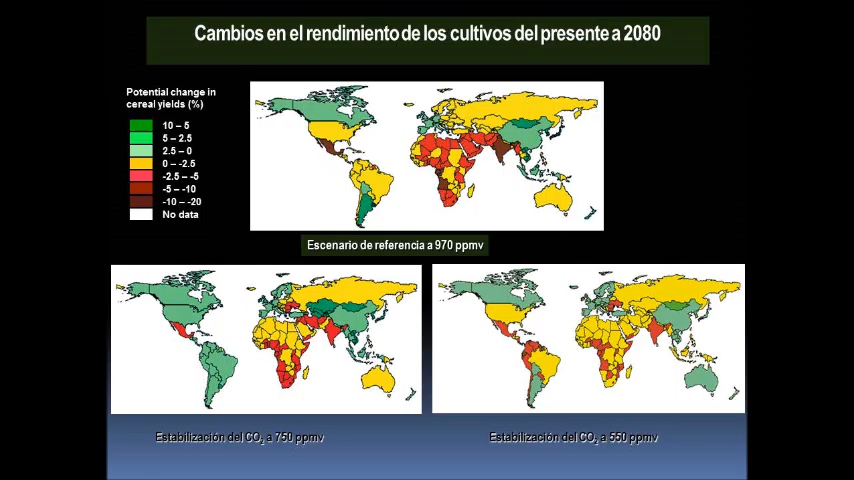 Cambios en el rendimiento de los cultivos del presente a 2080
Potential change in
cereal yields (%)
10 – 5
5 – 2.5
2.5 – 0
0 – -2.5
-2.5 – -5
-5 – -10
-10 – -20
No data
Escenario de referencia a 970 ppmv
Estabilización del CO2 a 750 ppmv
Estabilización del CO2 a 550 ppmv